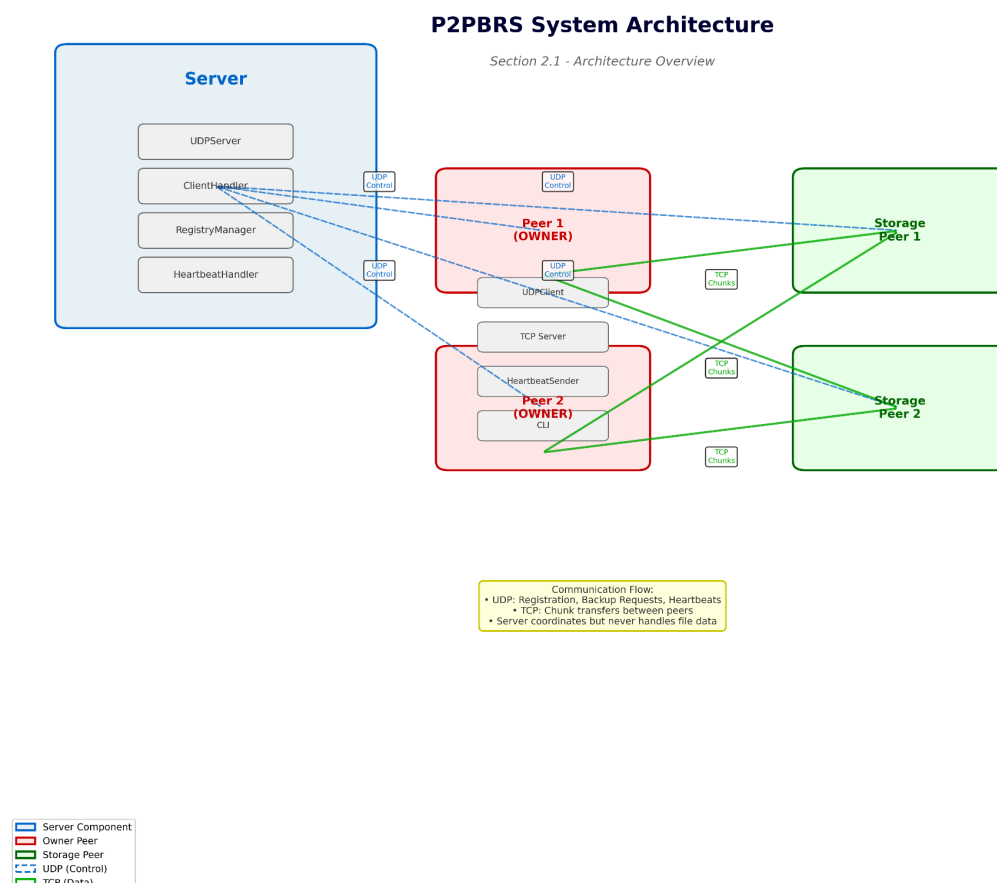 P2PBRS System Architecture
Section 2.1 - Architecture Overview
Server
UDPServer
ClientHandler
RegistryManager
HeartbeatHandler
UDP
Control
UDP
Control
UDP
Control
UDP
Control
Peer 1
(OWNER)
UDPClient
TCP Server
HeartbeatSender
Peer 2
(OWNER)
CLI
TCP
Chunks
TCP
Chunks
TCP
Chunks
Storage
Peer 1
Storage
Peer 2
Communication Flow:
• UDP: Registration, Backup Requests, Heartbeats
• TCP: Chunk transfers between peers
• Server coordinates but never handles file data
Server Component
Owner Peer
Storage Peer
UDP (Control)
TCP (Data)